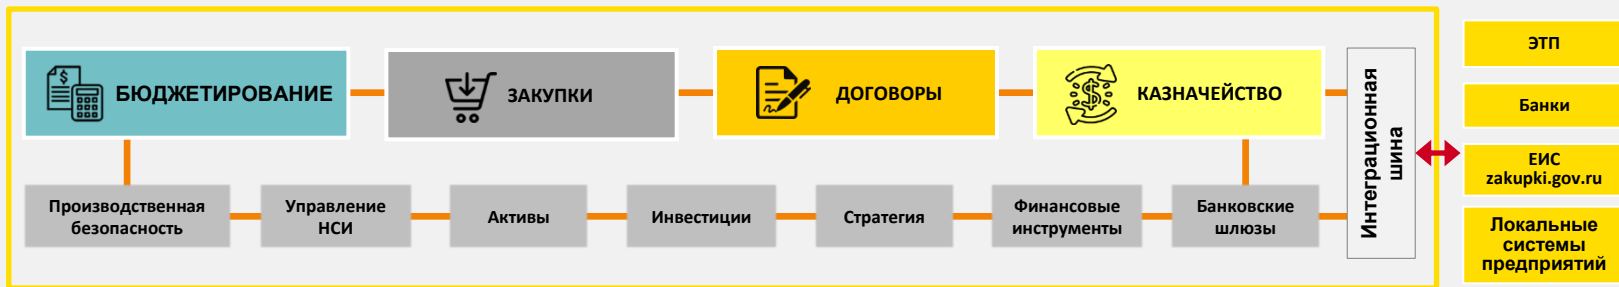 БЮДЖЕТИРОВАНИЕ
ЗАКУПКИ
ДОГОВОРЫ
КАЗНАЧЕЙСТВО
Производственная
безопасность
Управление
НСИ
Активы
Инвестиции
Стратегия
Финансовые
инструменты
Банковские
шлюзы
Интеграционная
шина
ЭТП
Банки
ЕИС
zakupki.gov.ru
Локальные
системы
предприятий